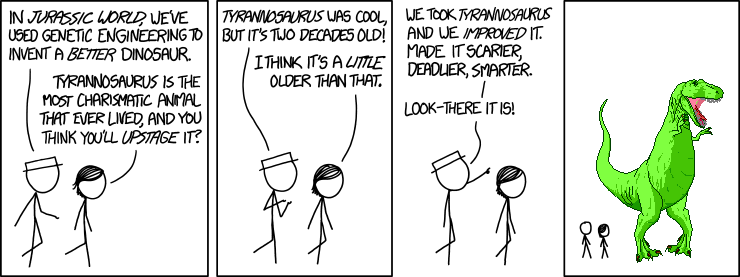 IN JURASSIC WORLD, WE'VE
USED GENETIC ENGINEERING TO
INVENT A BETTER DINOSAUR.
TYRANNOSAURUS IS THE
MOST CHARISMATIC ANIMAL
THAT EVER LIVED, AND YOU
THINK YOU'LL UPSTAGE IT?
TYRANNOSAURUS WAS COOL,
BUT IT'S TWO DECADES OLD!
I THINK IT'S A LITTLE
OLDER THAN THAT.
WE TOOK TYRANNOSAURUS
AND WE IMPROVED IT.
MADE IT SCARIER,
DEADLIER, SMARTER.
LOOK-THERE IT IS!